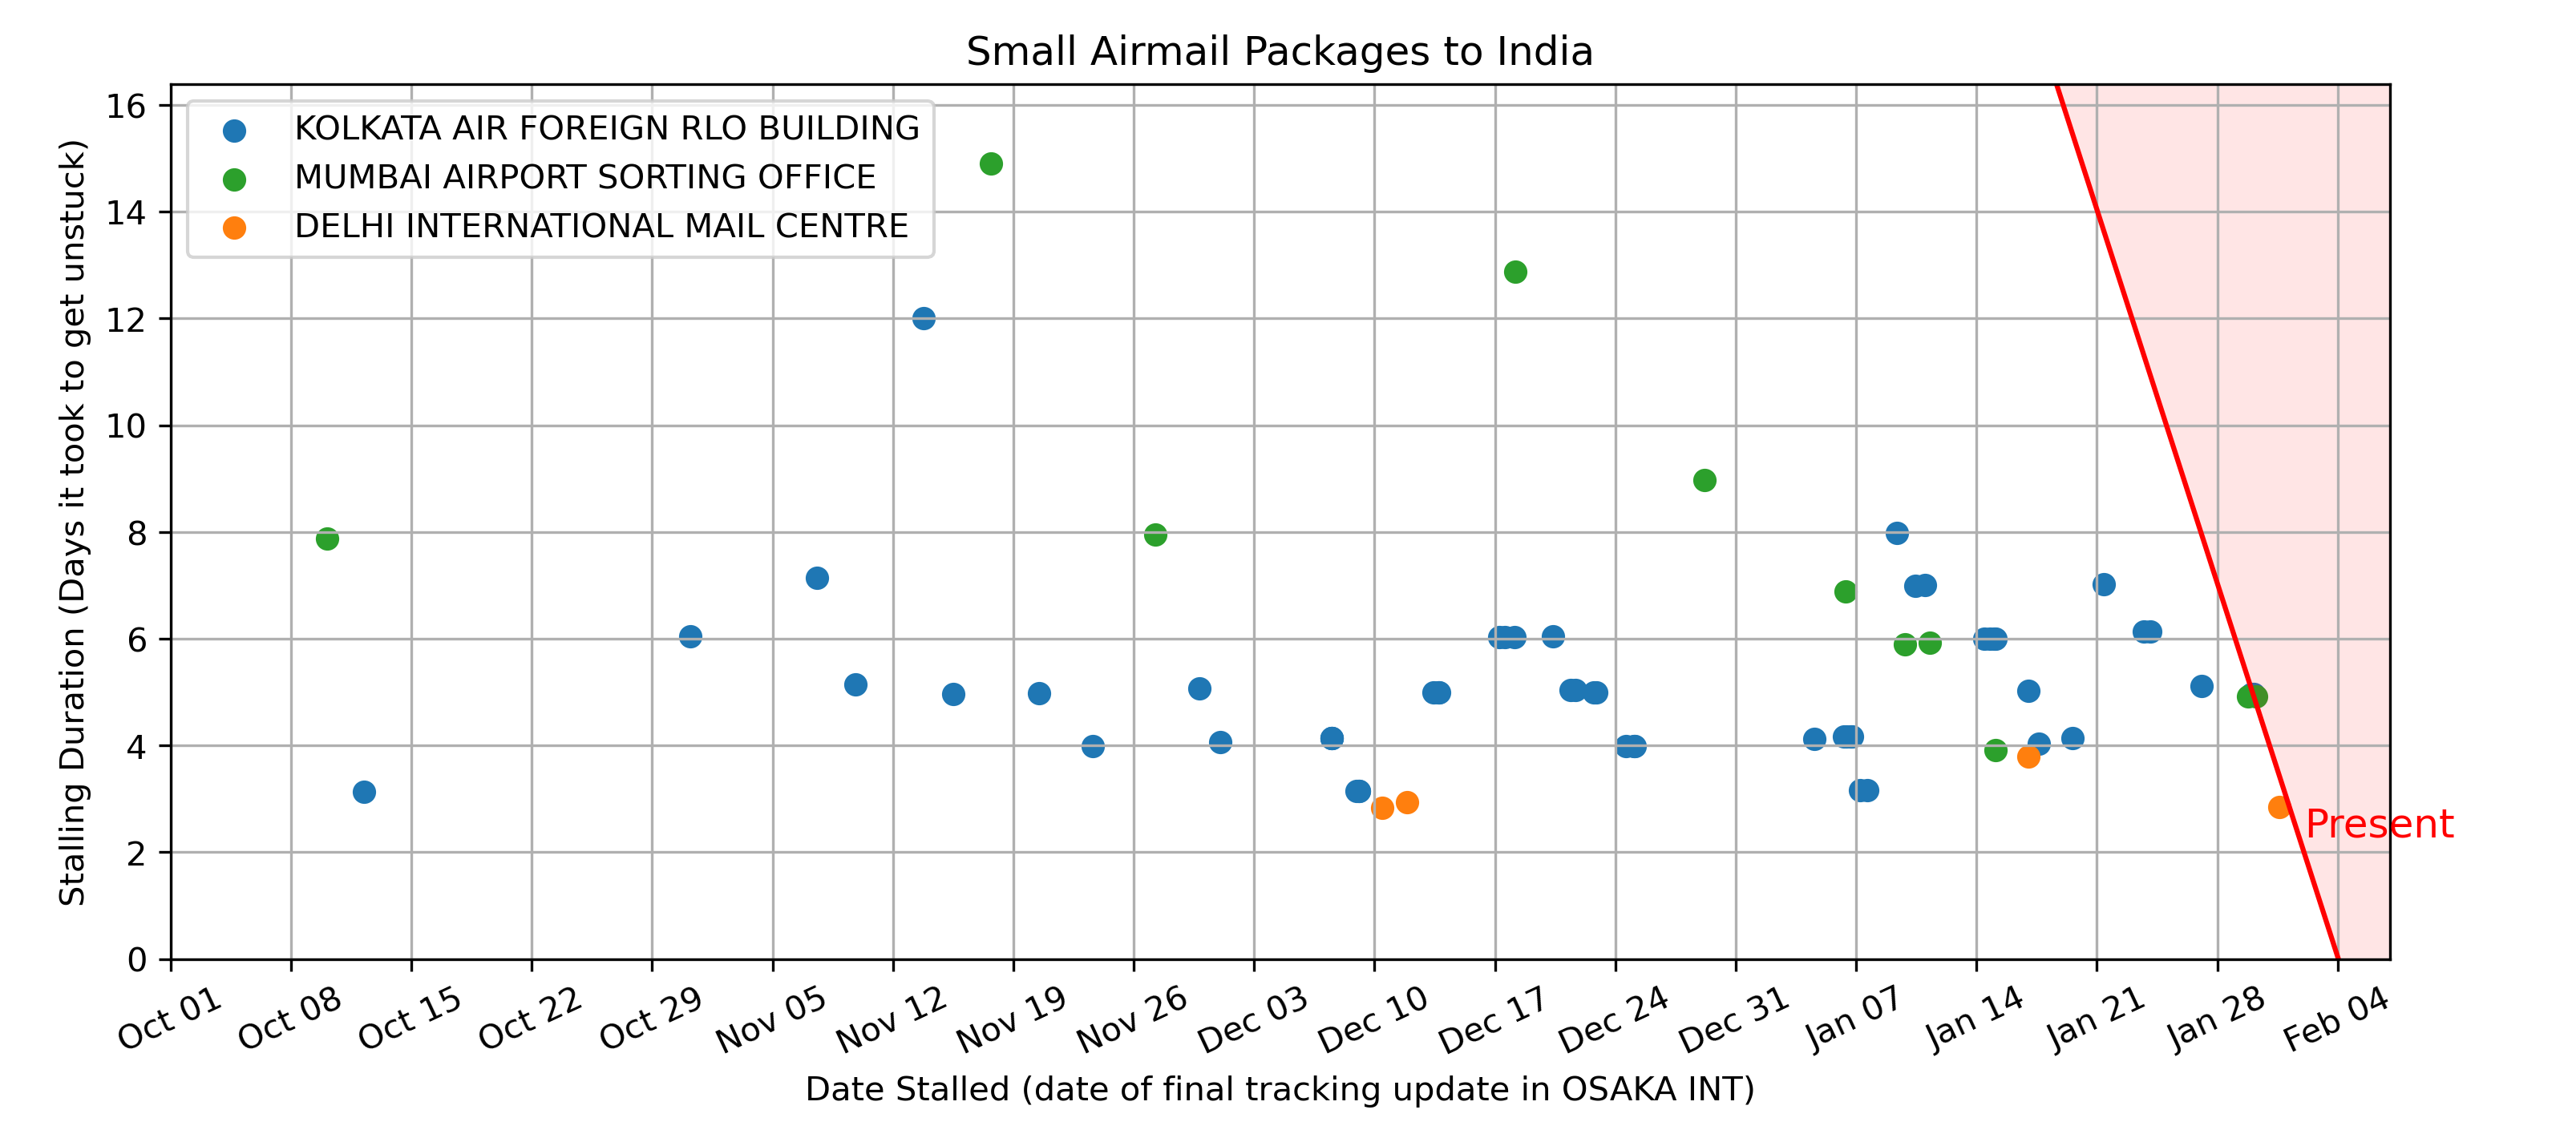 Small Airmail Packages to India
KOLKATA AIR FOREIGN RLO BUILDING
MUMBAI AIRPORT SORTING OFFICE
DELHI INTERNATIONAL MAIL CENTRE
Stalling Duration (Days it took to get unstuck)
16
14
12
10
8
6
4
2
0
Present
Oct 01
Oct 08
Oct 15
Oct 22
Oct 29
Nov 05
Nov 12
Nov 19
Nov 26
Dec 03
Dec 10
Dec 17
Dec 24
Dec 31
Jan 07
Jan 14
Jan 21
Jan 28
Feb 04
Date Stalled (date of final tracking update in OSAKA INT)